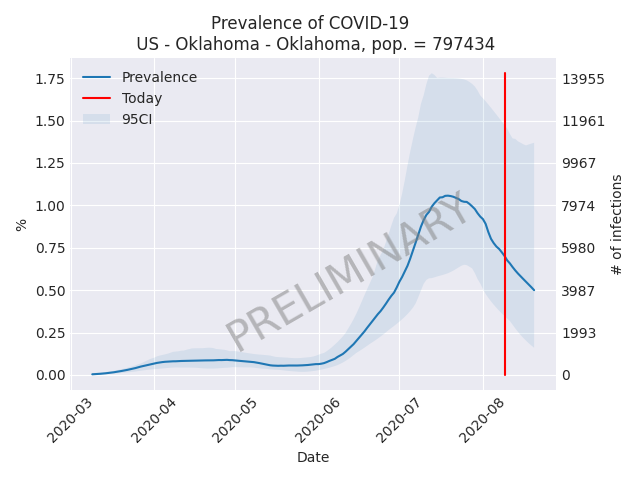 Prevalence of COVID-19
US - Oklahoma - Oklahoma, pop. = 797434
Prevalence
Today
95CI
PRELIMINARY
%
1.75
1.50
1.25
1.00
0.75
0.50
0.25
0.00
13955
11961
9967
7974
5980
3987
1993
0
# of infections
2020-03
2020-04
2020-05
2020-06
2020-07
2020-08
Date